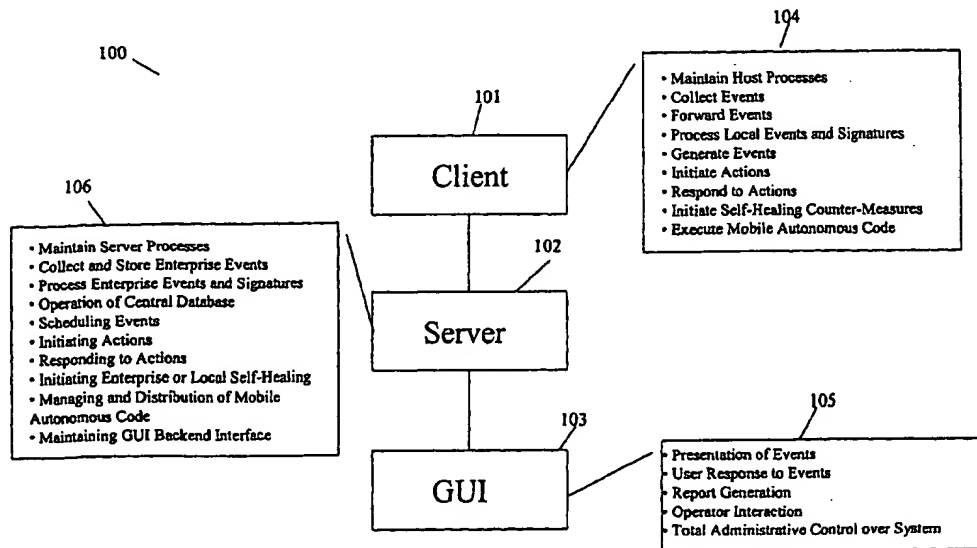 100
104
• Maintain Host Processes
• Collect Events
• Forward Events
• Process Local Events and Signatures
• Generate Events
• Initiate Actions
• Respond to Actions
• Initiate Self-Healing Counter-Measures
• Execute Mobile Autonomous Code
101
Client
106
• Maintain Server Processes
• Collect and Store Enterprise Events
• Process Enterprise Events and Signatures
• Operation of Central Database
• Scheduling Events
• Initiating Actions
• Responding to Actions
• Initiating Enterprise or Local Self-Healing
• Managing and Distribution of Mobile
Autonomous Code
• Maintaining GUI Backend Interface
102
Server
103
GUI
105
• Presentation of Events
• User Response to Events
• Report Generation
• Operator Interaction
• Total Administrative Control over System